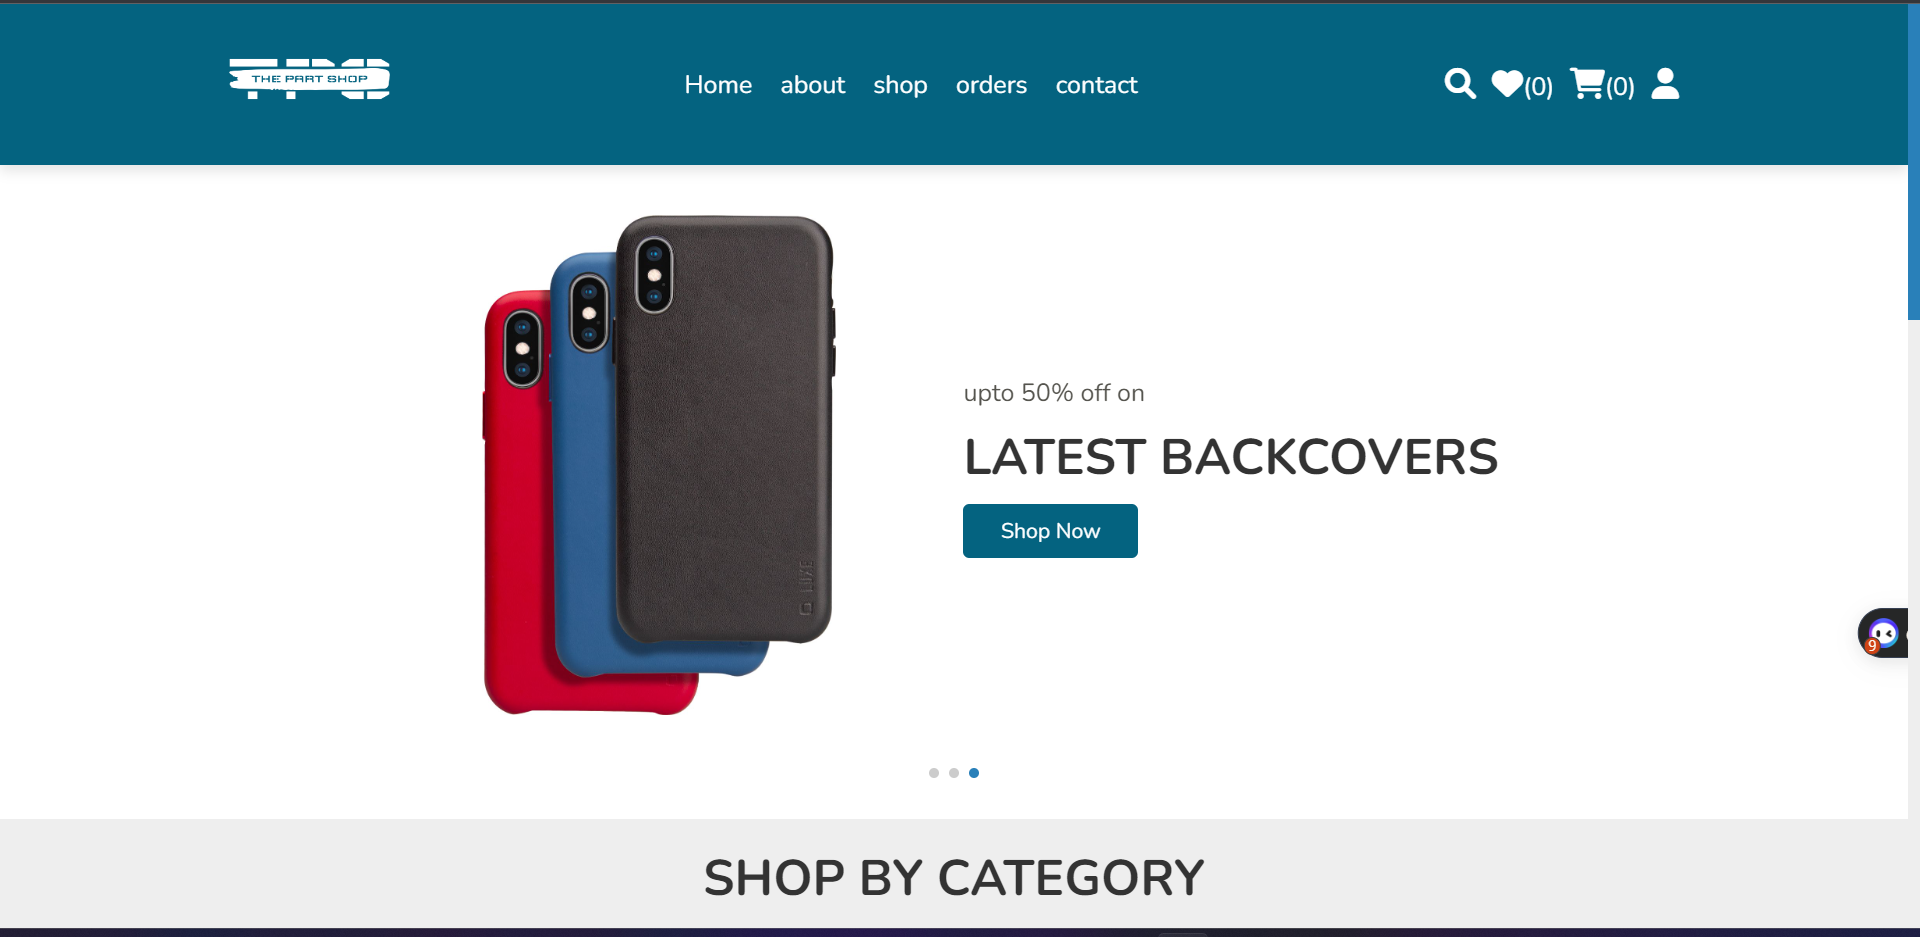 THE PART SHOP
Home about shop orders contact
(0) (0)
upto 50% off on
LATEST BACKCOVERS
Shop Now
9
SHOP BY CATEGORY